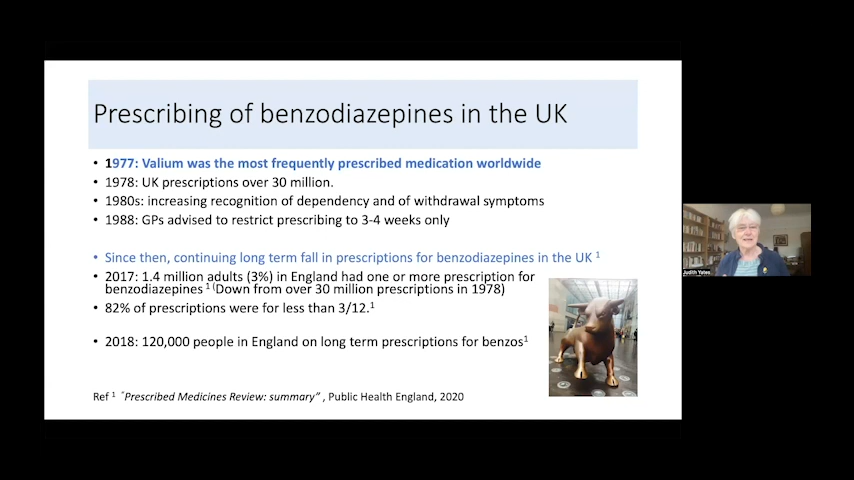 Prescribing of benzodiazepines in the UK
• 1977: Valium was the most frequently prescribed medication worldwide
• 1978: UK prescriptions over 30 million.
• 1980s: increasing recognition of dependency and of withdrawal symptoms
• 1988: GPs advised to restrict prescribing to 3-4 weeks only
• Since then, continuing long term fall in prescriptions for benzodiazepines in the UK ¹
• 2017: 1.4 million adults (3%) in England had one or more prescription for
benzodiazepines ¹ (Down from over 30 million prescriptions in 1978)
• 82% of prescriptions were for less than 3/12.¹
• 2018: 120,000 people in England on long term prescriptions for benzos¹
Ref ¹ "Prescribed Medicines Review: summary" , Public Health England, 2020
Judith Yates